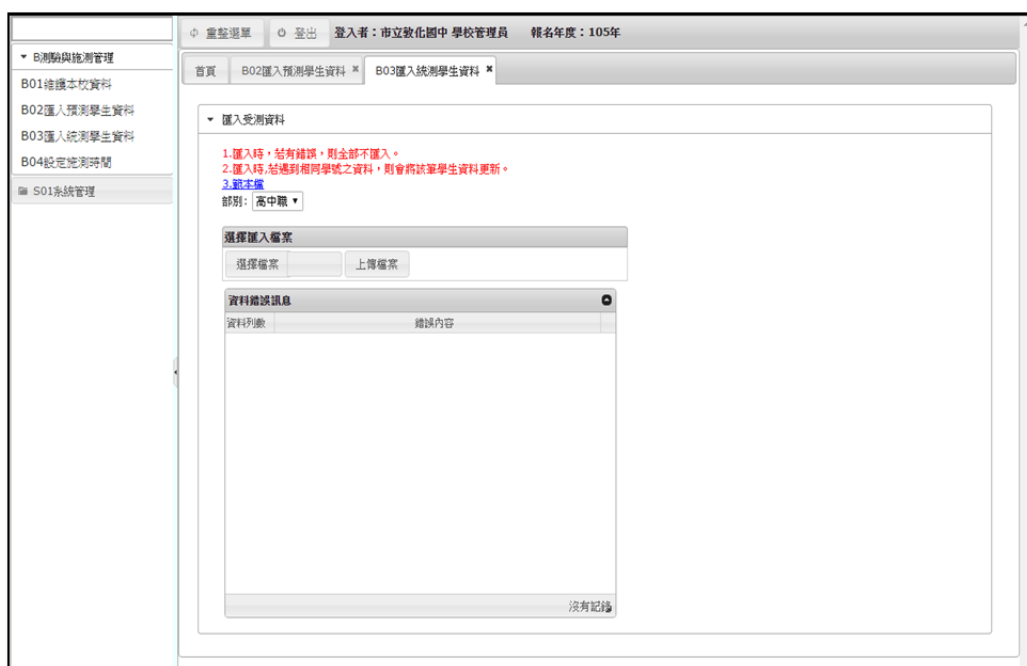 重整選單 登出 登入者：市立敦化國中 學校管理員 報名年度：105年
B測驗與施測管理
B01維護本校資料
B02匯入預測學生資料
B03匯入統測學生資料
B04設定施測時間
S01系統管理
首頁 B02匯入預測學生資料 B03匯入統測學生資料
匯入受測資料
1.匯入時，若有錯誤，則全部不匯入。
2.匯入時,若遇到相同學號之資料，則會將該筆學生資料更新。
3.範本檔
部別: 高中職
選擇匯入檔案
選擇檔案 上傳檔案
資料錯誤訊息
資料列數 錯誤內容
沒有記錄